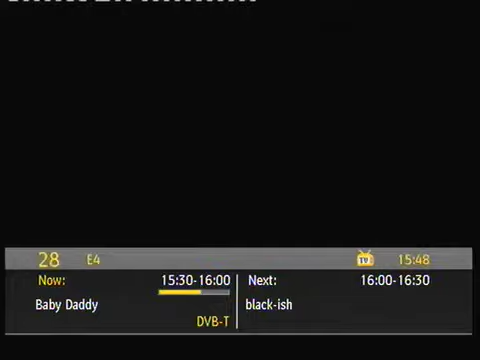 28 E4 TV 15:48
Now: 15:30-16:00 Next: 16:00-16:30
Baby Daddy black-ish
DVB-T